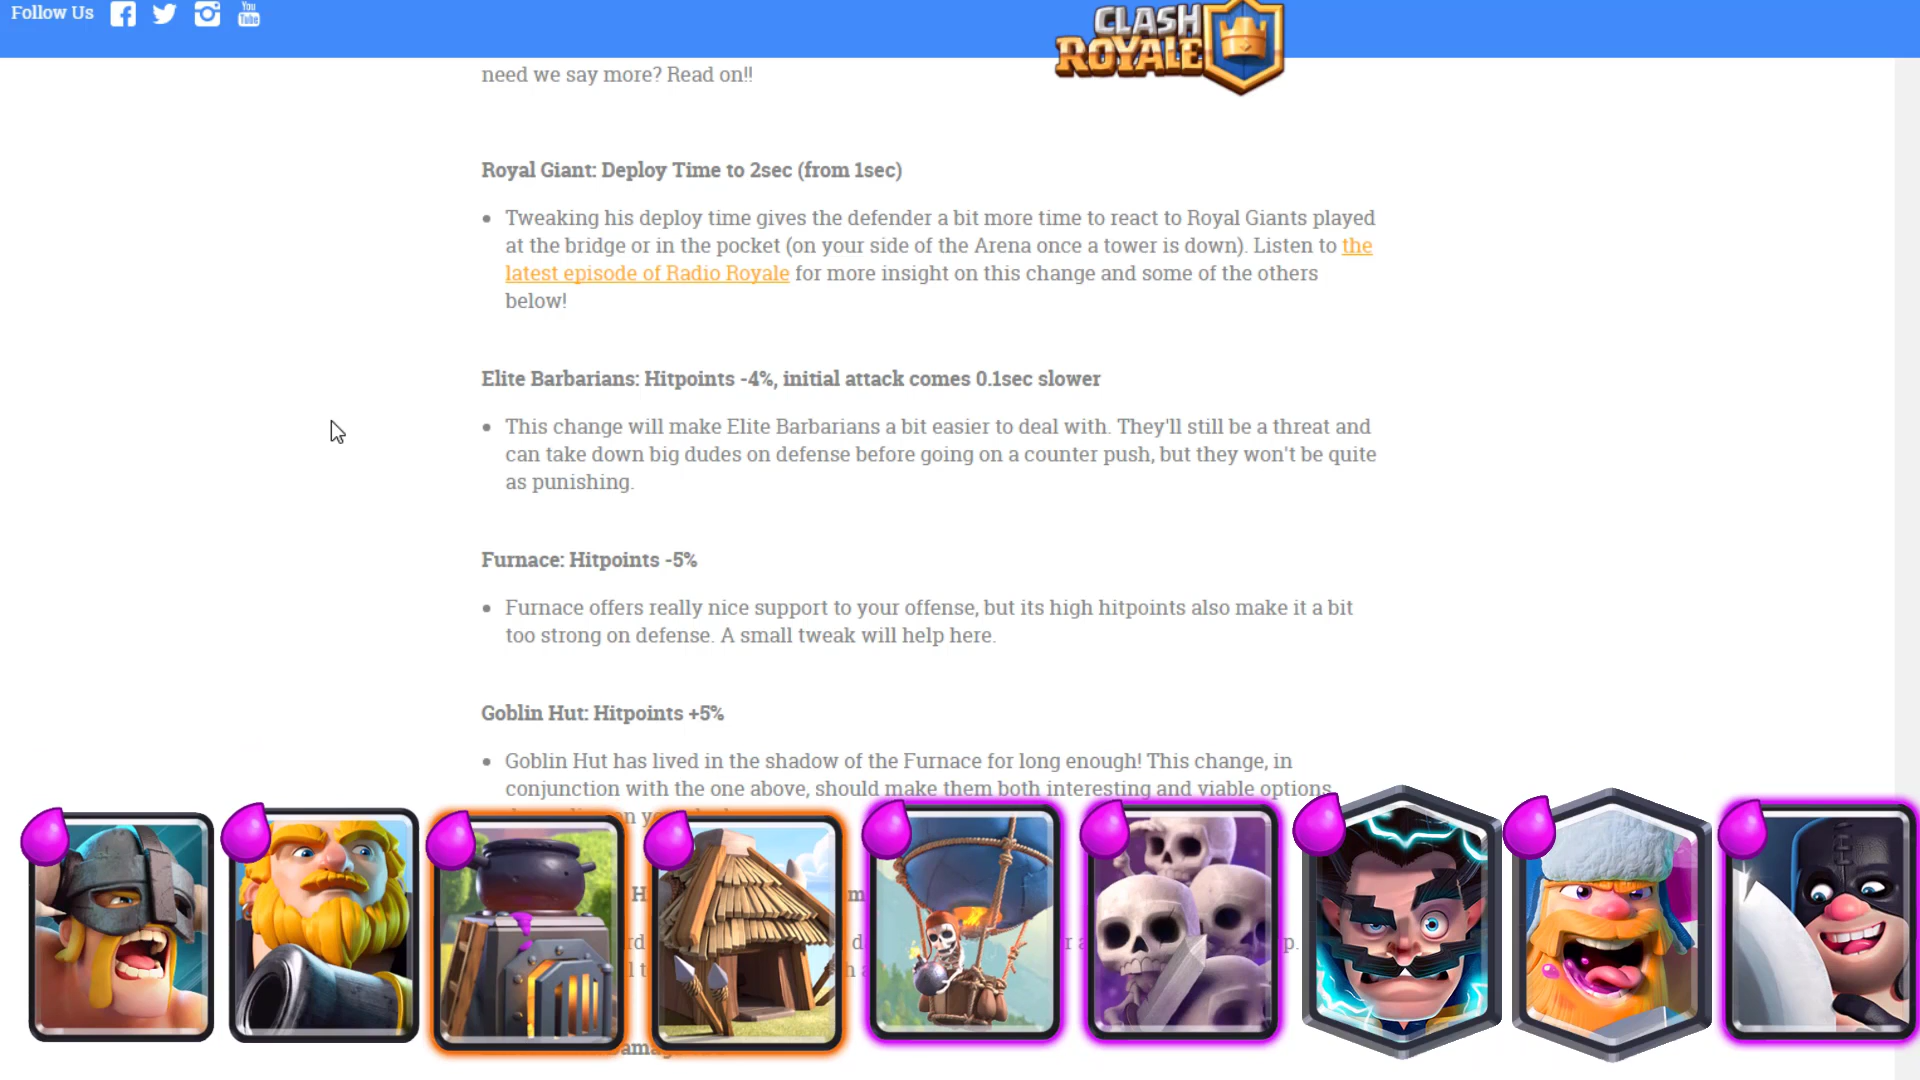 Follow Us
You
Tube
CLASH
ROYALE
need we say more? Read on!!
Royal Giant: Deploy Time to 2sec (from 1sec)
• Tweaking his deploy time gives the defender a bit more time to react to Royal Giants played
at the bridge or in the pocket (on your side of the Arena once a tower is down). Listen to the
latest episode of Radio Royale for more insight on this change and some of the others
below!
Elite Barbarians: Hitpoints -4%, initial attack comes 0.1sec slower
• This change will make Elite Barbarians a bit easier to deal with. They'll still be a threat and
can take down big dudes on defense before going on a counter push, but they won't be quite
as punishing.
Furnace: Hitpoints -5%
• Furnace offers really nice support to your offense, but its high hitpoints also make it a bit
too strong on defense. A small tweak will help here.
Goblin Hut: Hitpoints +5%
• Goblin Hut has lived in the shadow of the Furnace for long enough! This change, in
conjunction with the one above, should make them both interesting and viable options